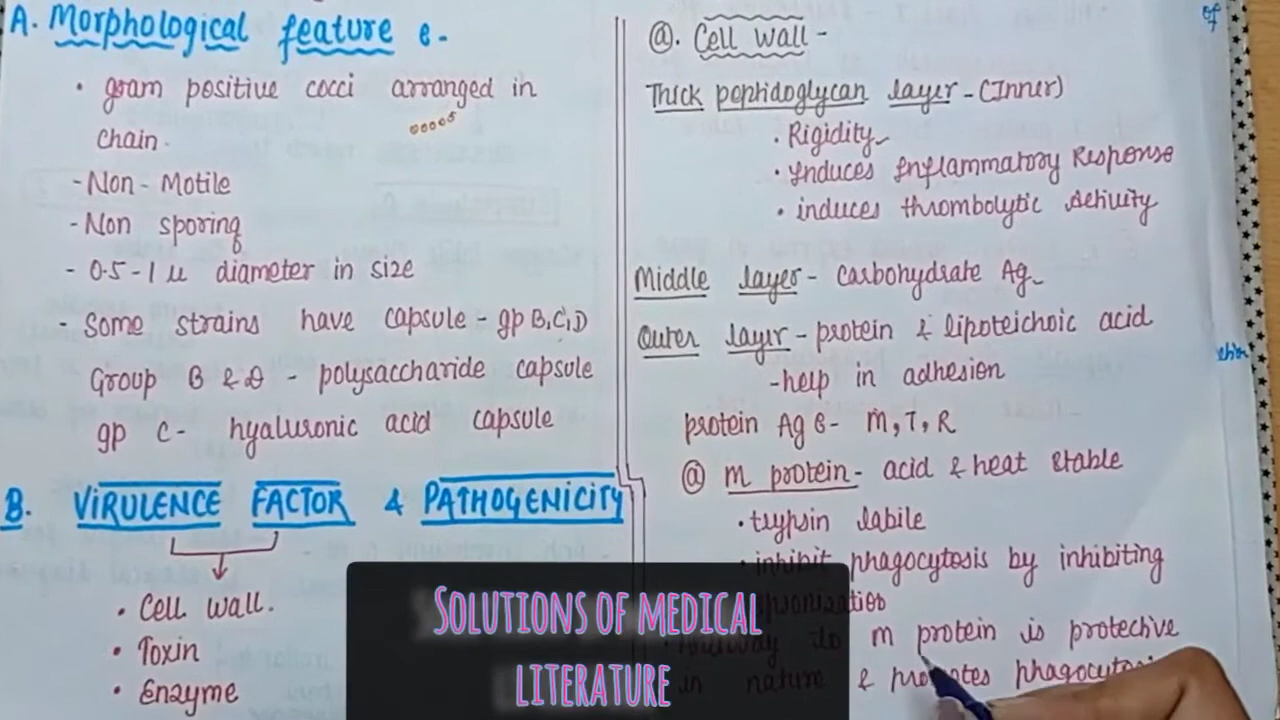 A. Morphological feature :-
• gram positive cocci arranged in
chain.
- Non-Motile
- Non sporing
- 0.5-1 µ diameter in size
- Some strains have capsule - gp B,C,D
Group B & D - polysaccharide capsule
gp C- hyaluronic acid capsule
B. VIRULENCE FACTOR & PATHOGENICITY
• Cell wall.
• Toxin
• Enzyme
@. Cell wall -
Thick peptidoglycan layer - (Inner)
• Rigidity
• Induces Inflammatory Response
• induces thrombolytic Activity
Middle layer - carbohydrate Ag
Outer layer - protein & lipoteichoic acid
-help in adhesion
protein Ag 8- M, T, R
@ m protein- acid & heat stable
• trypsin labile
• inhibit phagocytosis by inhibiting
m protein is protective
in nature & promotes
SOLUTIONS OF MEDICAL
LITERATURE
of